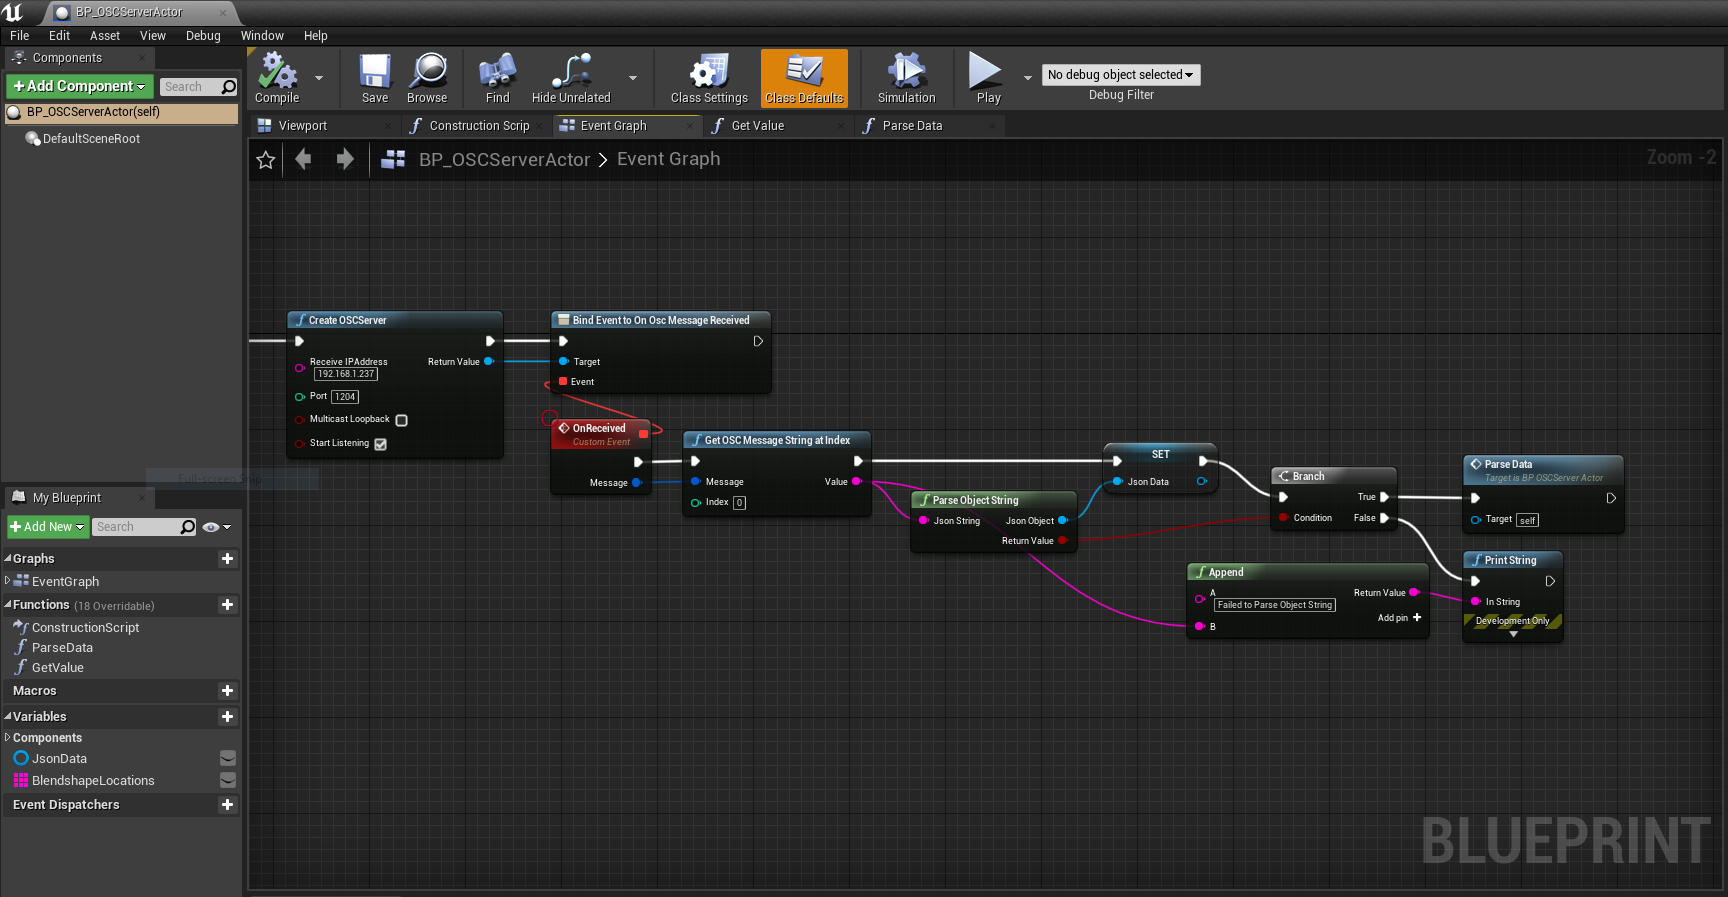 BP_OSCServerActor
File Edit Asset View Debug Window Help
Components
+ Add Component
Search
BP_OSCServerActor(self)
DefaultSceneRoot
Compile
Save
Browse
Find
Hide Unrelated
Class Settings
Class Defaults
Simulation
Play
No debug object selected
Debug Filter
Viewport
Construction Scrip
Event Graph
Get Value
Parse Data
BP_OSCServerActor > Event Graph
Zoom -2
Create OSCServer
Receive IPAddress
192.168.1.237
Return Value
Port 1204
Multicast Loopback
Start Listening
Bind Event to On Osc Message Received
Target
Event
OnReceived
Custom Event
Message
Get OSC Message String at Index
Message
Value
Index 0
Parse Object String
Json String
Json Object
Return Value
SET
Json Data
Branch
True
Condition
False
Parse Data
Target is BP OSCServer Actor
Target self
Append
A
Failed to Parse Object String
Return Value
Add pin +
B
Print String
In String
Development Only
Full-screen Snip
My Blueprint
+ Add New
Search
Graphs
EventGraph
Functions (18 Overridable)
ConstructionScript
ParseData
GetValue
Macros
Variables
Components
JsonData
BlendshapeLocations
Event Dispatchers
BLUEPRINT